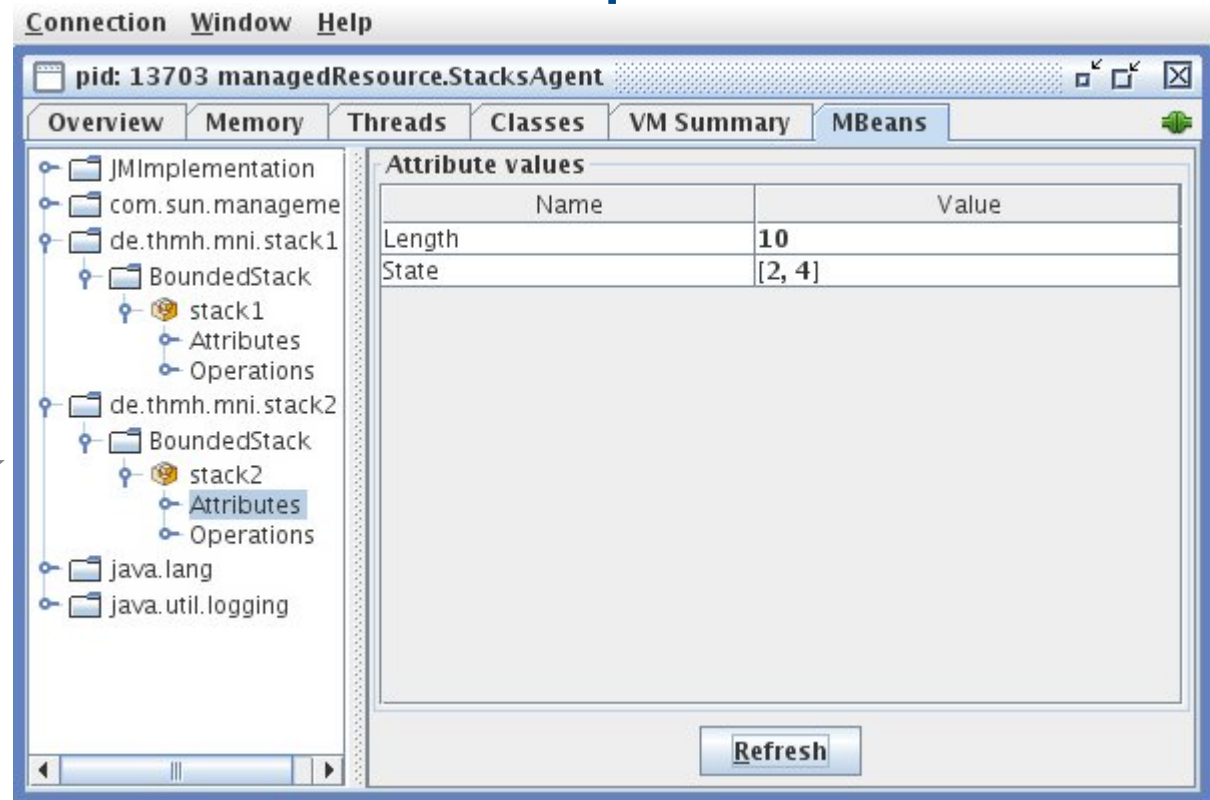 Connection Window Help
pid: 13703 managedResource.StacksAgent
Overview Memory Threads Classes VM Summary MBeans
JMImplementation
com.sun.manageme
de.thmh.mni.stack1
BoundedStack
stack1
Attributes
Operations
de.thmh.mni.stack2
BoundedStack
stack2
Attributes
Operations
java.lang
java.util.logging
Attribute values
Name Value
Length 10
State [2, 4]
Refresh